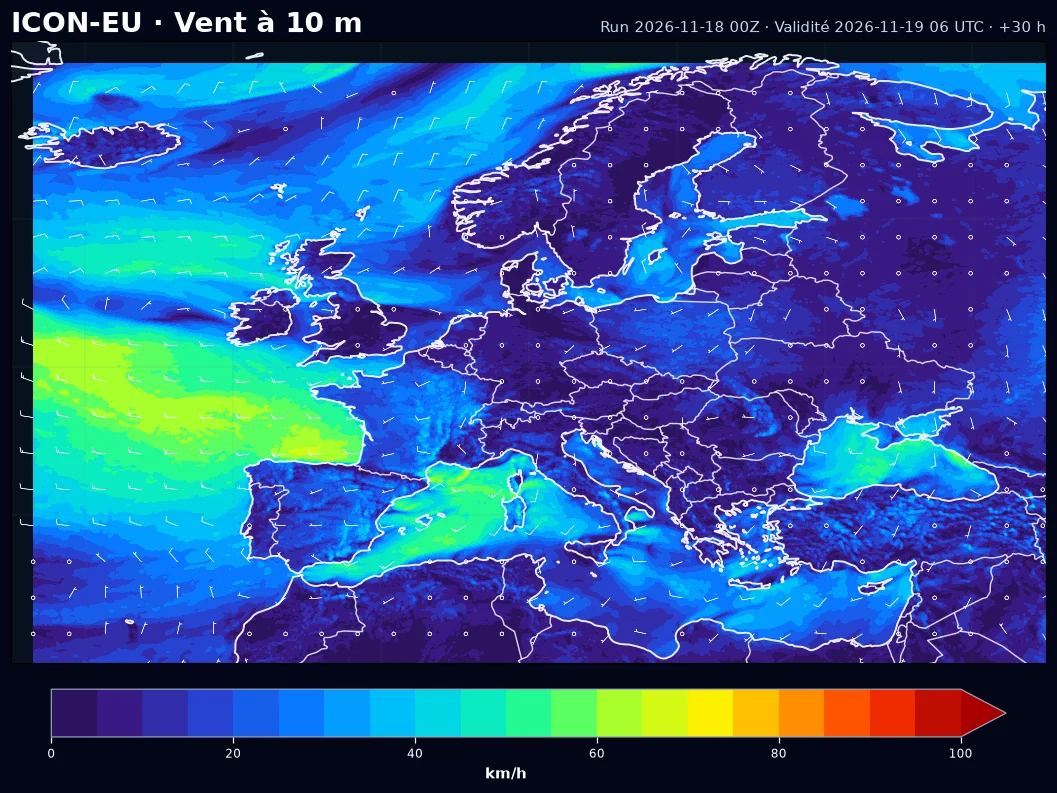 ICON-EU · Vent à 10 m
Run 2026-11-18 00Z · Validité 2026-11-19 06 UTC · +30 h
0 20 40 60 80 100
km/h